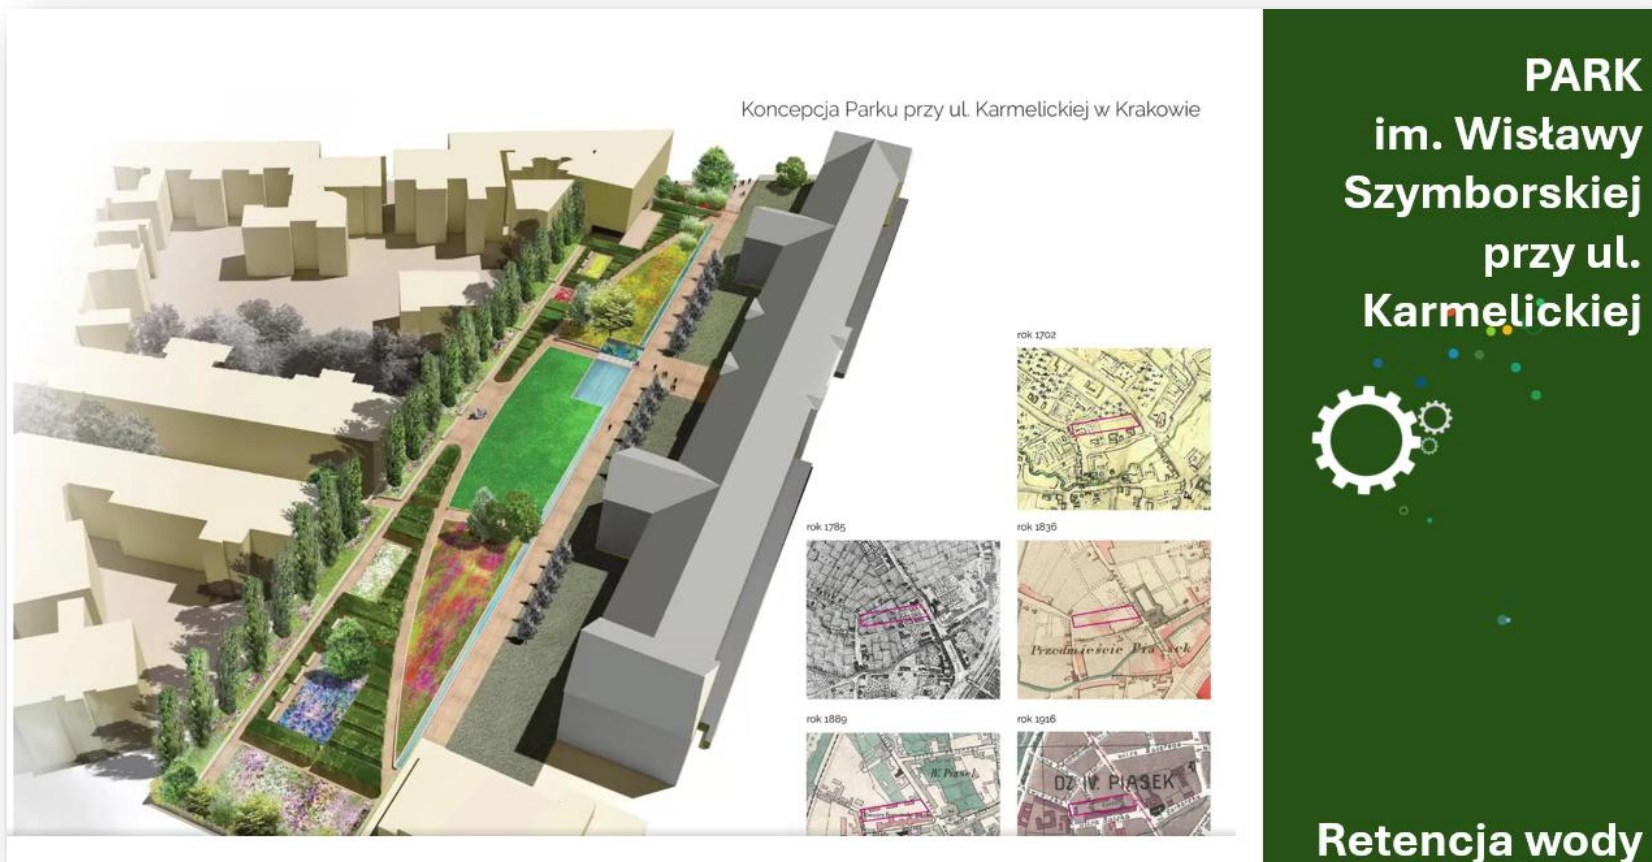 Koncepcja Parku przy ul. Karmelickiej w Krakowie
PARK
im. Wisławy
Szymborskiej
przy ul.
Karmelickiej
rok 1702
rok 1785
rok 1836
Przedmieście Piasek
rok 1889
rok 1916
DZ IV. PIASEK
Retencja wody